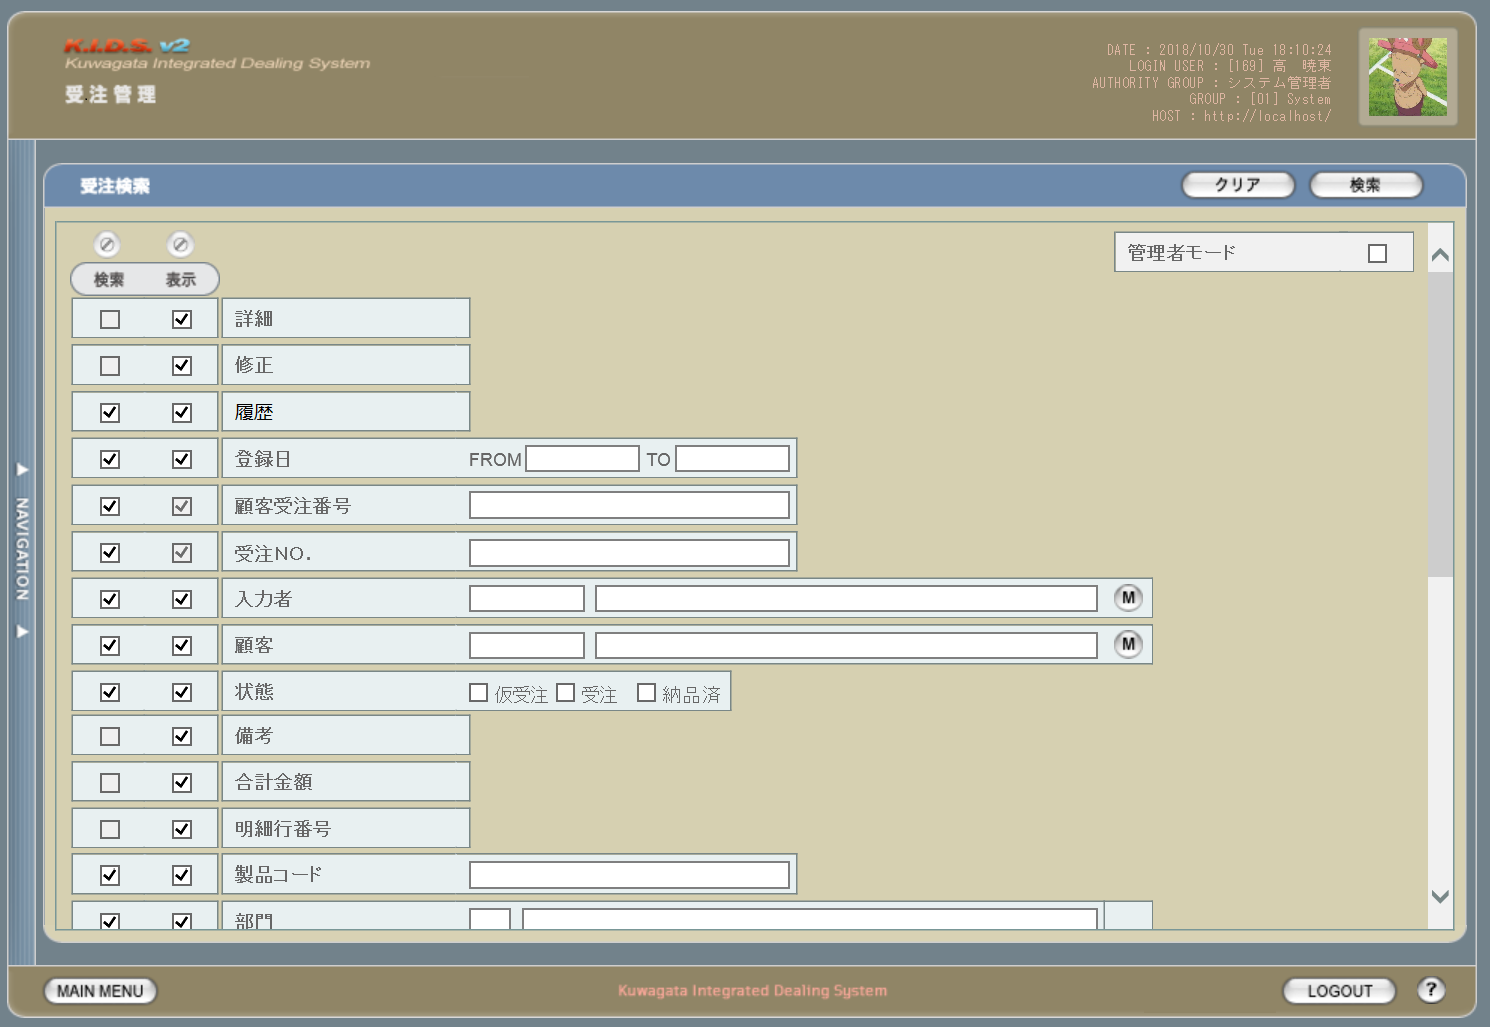 K.I.D.S. v2
Kuwagata Integrated Dealing System
受注管理
DATE : 2018/10/30 Tue 18:10:24
LOGIN USER : [169] 高　暁東
AUTHORITY GROUP : システム管理者
GROUP : [01] System
HOST : http://localhost/
受注検索
クリア
検索
管理者モード
検索 表示
詳細
修正
履歴
登録日 FROM TO
顧客受注番号
受注NO.
入力者 M
顧客 M
状態 仮受注 受注 納品済
備考
合計金額
明細行番号
製品コード
部門
NAVIGATION
MAIN MENU
Kuwagata Integrated Dealing System
LOGOUT
?